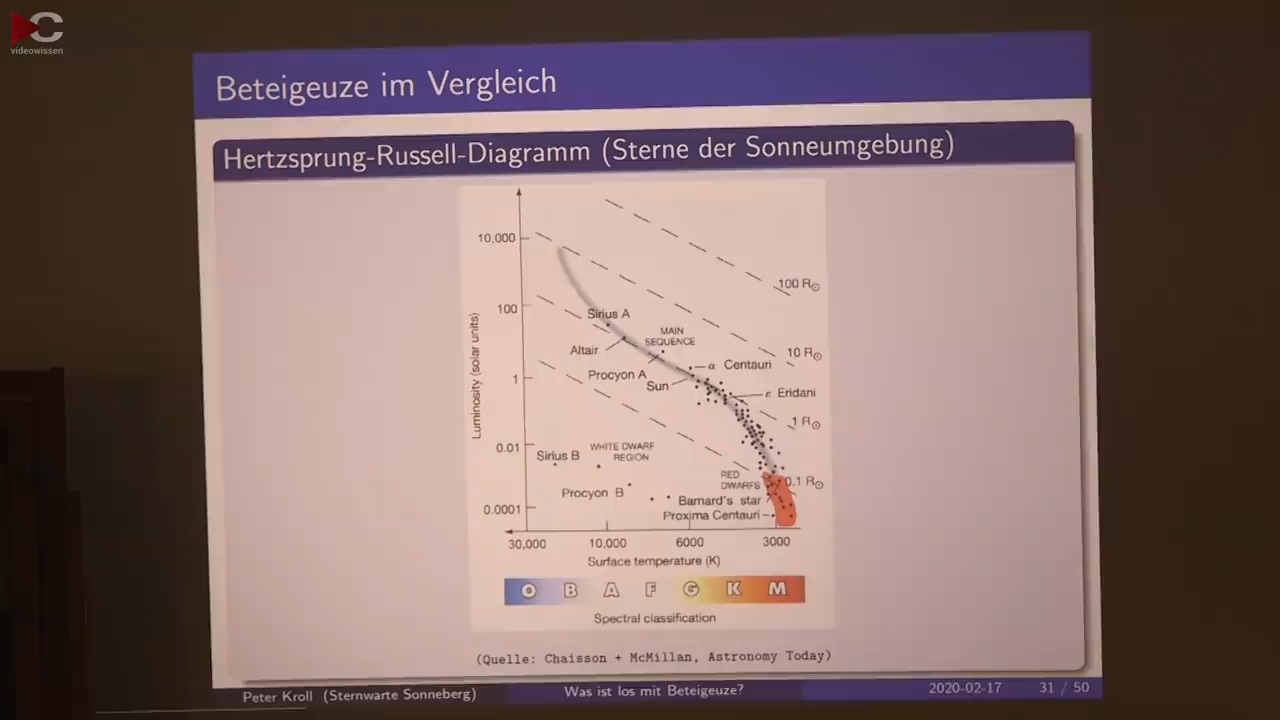 videowissen
Beteigeuze im Vergleich
Hertzsprung-Russell-Diagramm (Sterne der Sonneumgebung)
10,000
100
1
0.01
0.0001
Luminosity (solar units)
100 R⊙
10 R⊙
1 R⊙
0.1 R⊙
Sirius A
Altair
MAIN
SEQUENCE
Procyon A
α Centauri
Sun
ε Eridani
Sirius B
WHITE DWARF
REGION
Procyon B
RED
DWARFS
Barnard's star
Proxima Centauri
30,000 10,000 6000 3000
Surface temperature (K)
O B A F G K M
Spectral classification
(Quelle: Chaisson + McMillan, Astronomy Today)
Peter Kroll (Sternwarte Sonneberg) Was ist los mit Beteigeuze? 2020-02-17 31 / 50